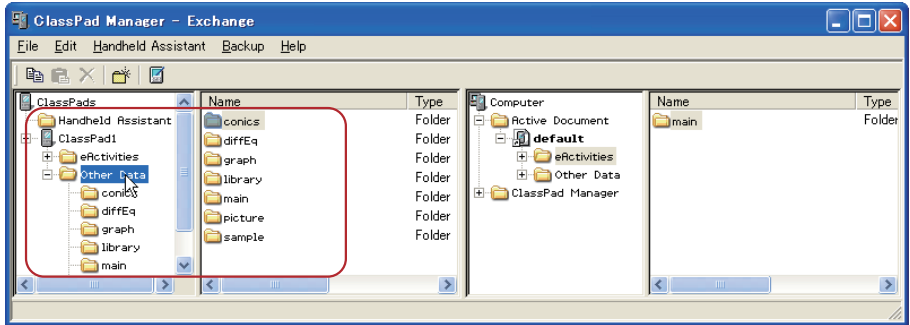 ClassPad Manager - Exchange
File Edit Handheld Assistant Backup Help
ClassPads
Handheld Assistant
ClassPad1
eActivities
Other Data
conics
diffEq
graph
library
main
Name Type
conics Folder
diffEq Folder
graph Folder
library Folder
main Folder
picture Folder
sample Folder
Computer
Active Document
default
eActivities
Other Data
ClassPad Manager
Name Type
main Folder